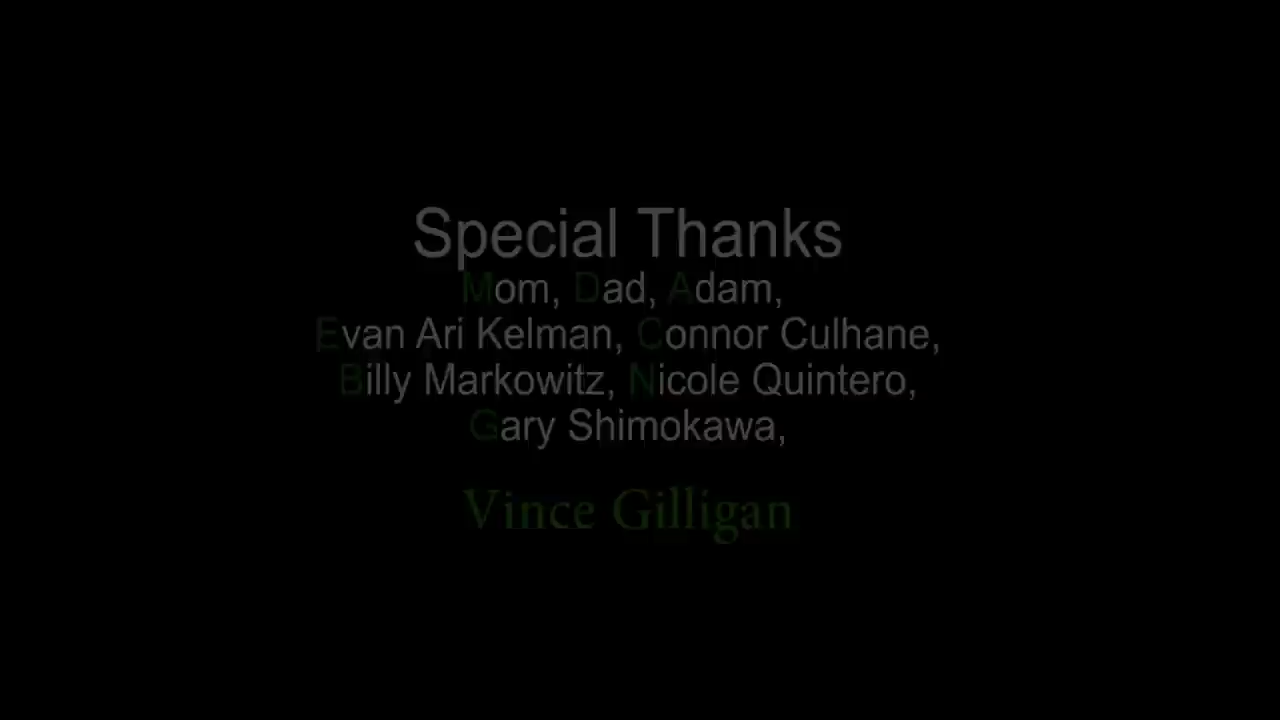 Special Thanks
Mom, Dad, Adam,
Evan Ari Kelman, Connor Culhane,
Billy Markowitz, Nicole Quintero,
Gary Shimokawa,
Vince Gilligan